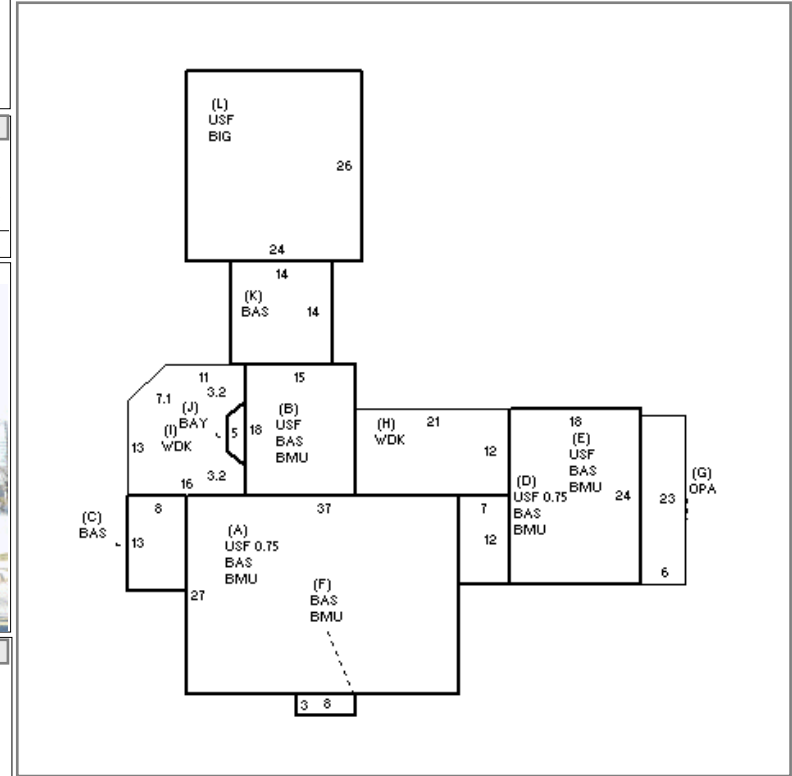 (L)
USF
BIG
26
24
14
(K)
BAS
14
11
3.2
7.1
(J)
BAY
(I)
WDK
13
5
3.2
16
15
(B)
USF
BAS
BMU
18
(H)
WDK
21
12
18
(E)
USF
BAS
BMU
24
(D)
USF 0.75
BAS
BMU
(G)
OPA
23
6
(C)
BAS
8
13
37
(A)
USF 0.75
BAS
BMU
27
7
12
(F)
BAS
BMU
3 8